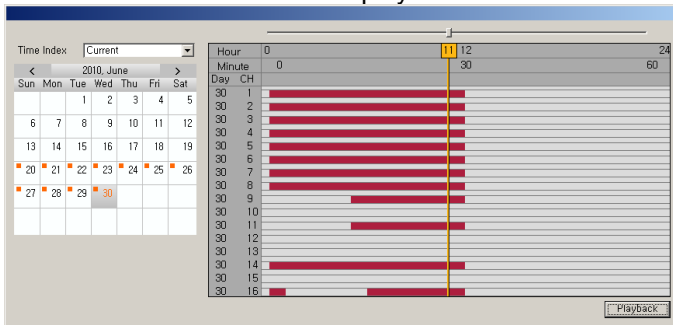 play
Time Index Current
Hour 0 11 12 24
< 2010, June >
Minute 0 30 60
Sun Mon Tue Wed Thu Fri Sat
Day CH
1 2 3 4 5
6 7 8 9 10 11 12
13 14 15 16 17 18 19
20 21 22 23 24 25 26
27 28 29 30
30 1
30 2
30 3
30 4
30 5
30 6
30 7
30 8
30 9
30 10
30 11
30 12
30 13
30 14
30 15
30 16
Playback